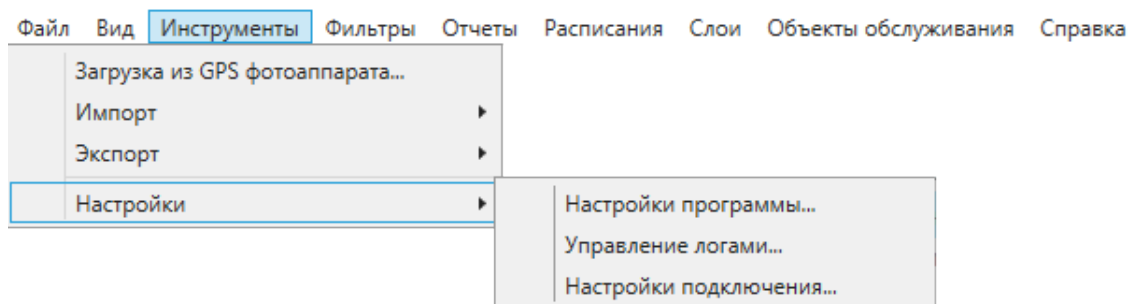 Файл Вид Инструменты Фильтры Отчеты Расписания Слои Объекты обслуживания Справка
Загрузка из GPS фотоаппарата...
Импорт
Экспорт
Настройки
Настройки программы...
Управление логами...
Настройки подключения...